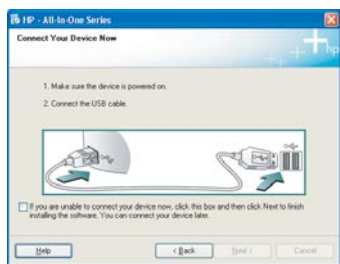 HP - All-In-One Series
Connect Your Device Now
hp
1. Make sure the device is powered on.
2. Connect the USB cable.
If you are unable to connect your device now, click this box and then click Next to finish
installing the software. You can connect your device later.
Help
< Back
Next >
Cancel